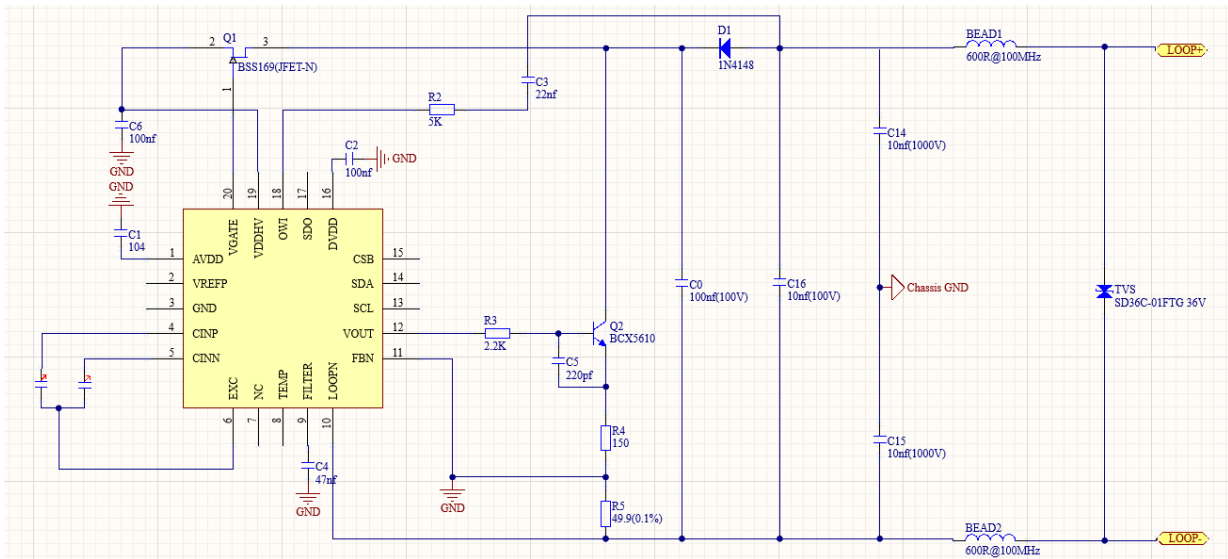 D1
1N4148
BEAD1
600R@100MHz
LOOP+
Q1
2
3
BSS169(JFET-N)
1
C3
22nf
R2
5K
C6
100nf
GND
C2
100nf
GND
C14
10nf(1000V)
GND
C1
104
20
19
18
17
16
VGATE
VDDHV
OWI
SDO
DVDD
1
AVDD
CSB
15
2
VREFP
SDA
14
3
GND
SCL
13
4
CINP
VOUT
12
5
CINN
FBN
11
EXC
NC
TEMP
FILTER
LOOPN
6
7
8
9
10
R3
2.2K
Q2
BCX5610
C5
220pf
C0
100nf(100V)
C16
10nf(100V)
Chassis GND
TVS
SD36C-01FTG 36V
R4
150
C15
10nf(1000V)
C4
47nf
GND
GND
R5
49.9(0.1%)
BEAD2
600R@100MHz
LOOP-